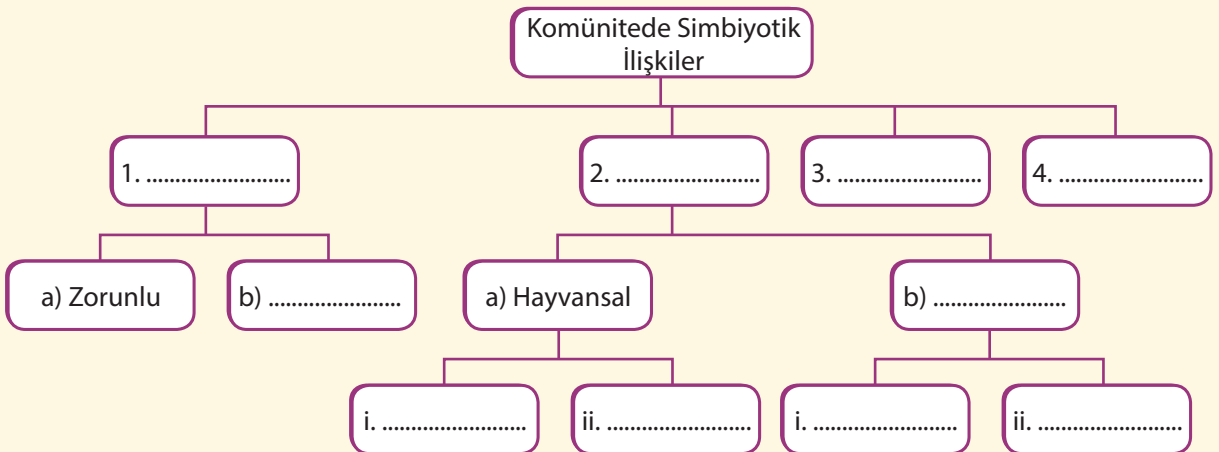 Komünitede Simbiyotik
İlişkiler
1. ........................
2. ........................
3. ........................
4. ........................
a) Zorunlu
b) ......................
a) Hayvansal
b) ......................
i. ........................
ii. ........................
i. ........................
ii. ........................